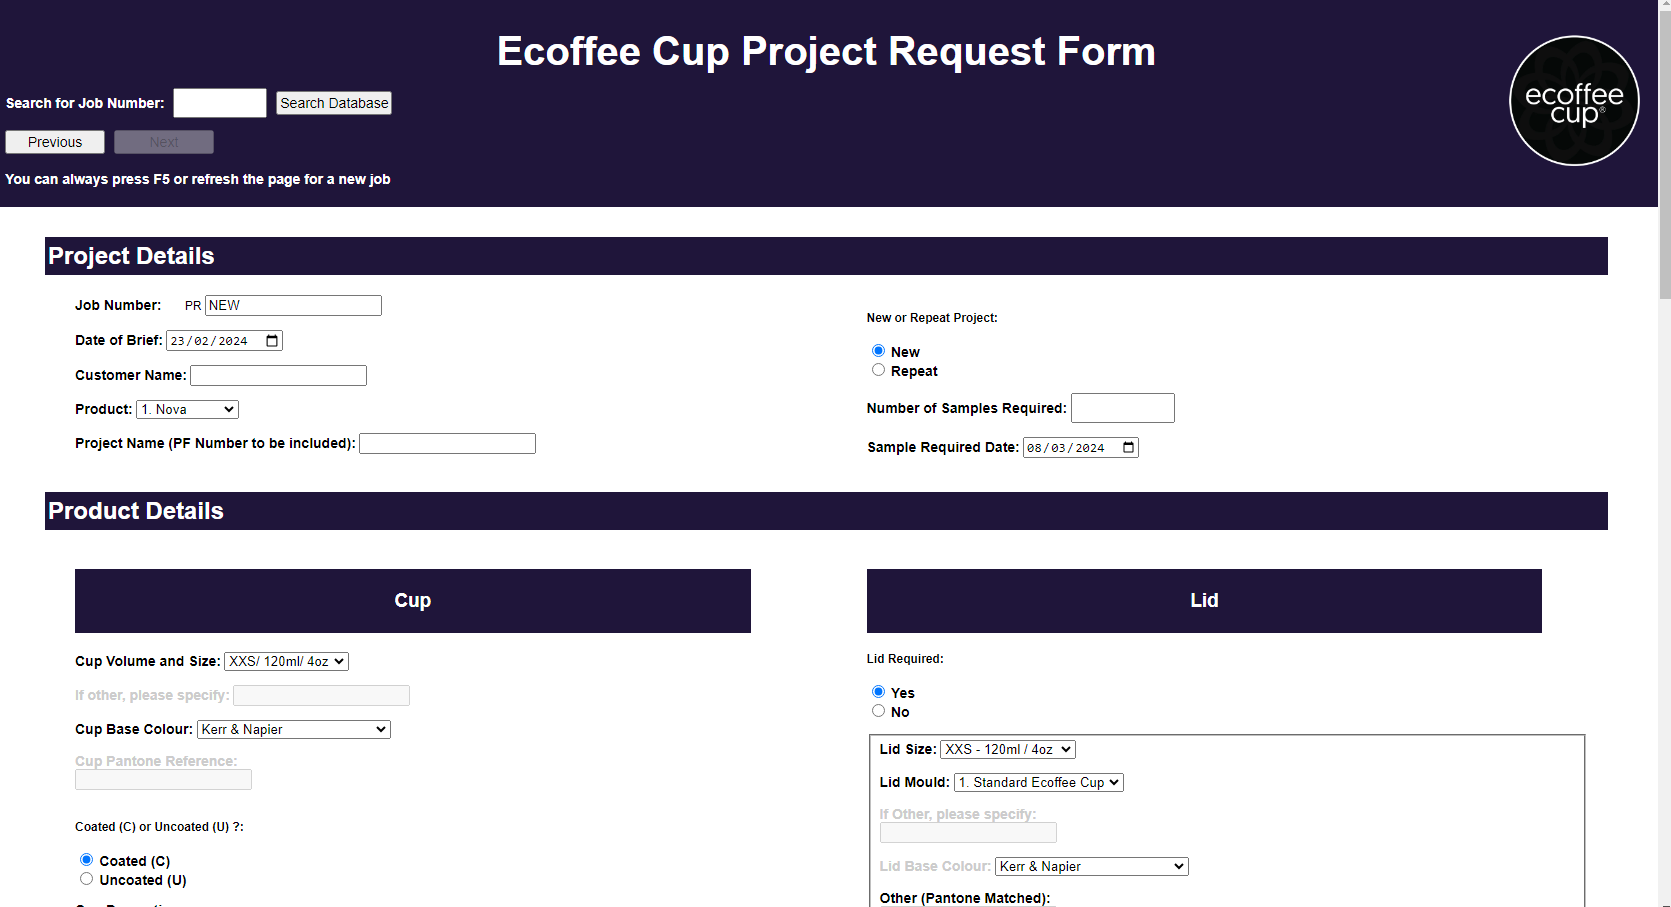 Ecoffee Cup Project Request Form
Search for Job Number: Search Database
Previous Next
You can always press F5 or refresh the page for a new job
ecoffee
cup®
Project Details
Job Number: PR NEW
Date of Brief: 23/02/2024
Customer Name:
Product: 1. Nova
Project Name (PF Number to be included):
New or Repeat Project:
New
Repeat
Number of Samples Required:
Sample Required Date: 08/03/2024
Product Details
Cup
Cup Volume and Size: XXS/ 120ml/ 4oz
If other, please specify:
Cup Base Colour: Kerr & Napier
Cup Pantone Reference:
Coated (C) or Uncoated (U) ?:
Coated (C)
Uncoated (U)
Lid
Lid Required:
Yes
No
Lid Size: XXS - 120ml / 4oz
Lid Mould: 1. Standard Ecoffee Cup
If Other, please specify:
Lid Base Colour: Kerr & Napier
Other (Pantone Matched):